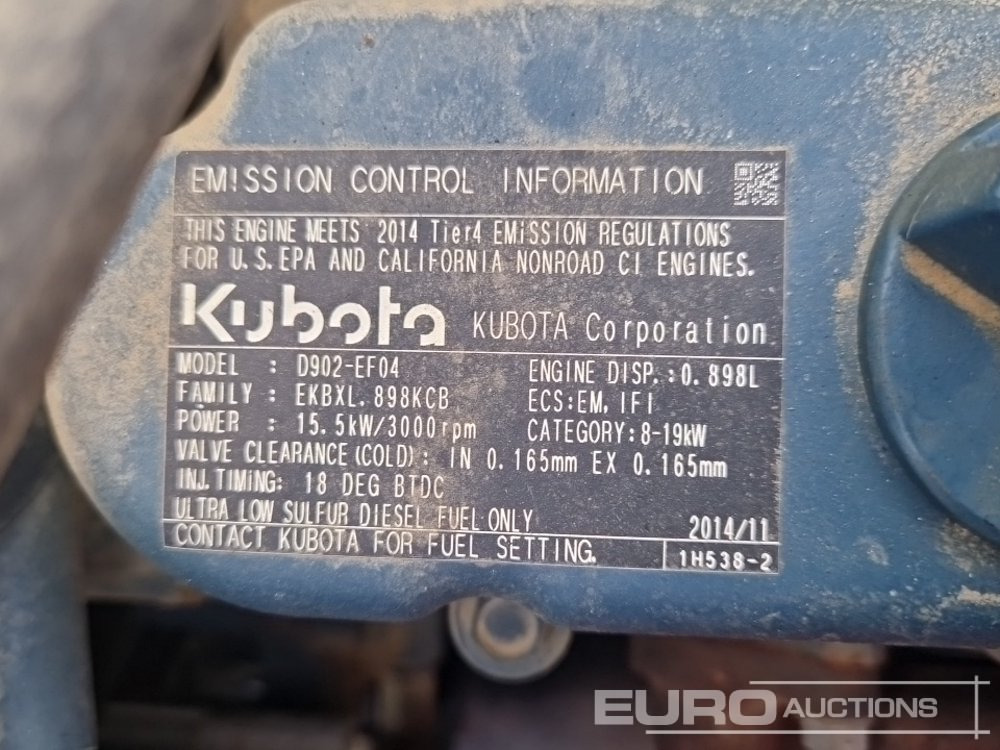 EMISSION CONTROL INFORMATION
THIS ENGINE MEETS 2014 Tier4 EMiSSION REGULATIONS
FOR U.S.EPA AND CALIFORNIA NONROAD CI ENGINES.
Kubota KUBOTA Corporation
MODEL : D902-EF04 ENGINE DISP.:0.898L
FAMILY : EKBXL.898KCB ECS:EM,IFI
POWER : 15.5kW/3000rpm CATEGORY:8-19kW
VALVE CLEARANCE(COLD): IN 0.165mm EX 0.165mm
INJ.TIMING: 18 DEG BTDC
ULTRA LOW SULFUR DIESEL FUEL ONLY 2014/11
CONTACT KUBOTA FOR FUEL SETTING. 1H538-2
EURO AUCTIONS